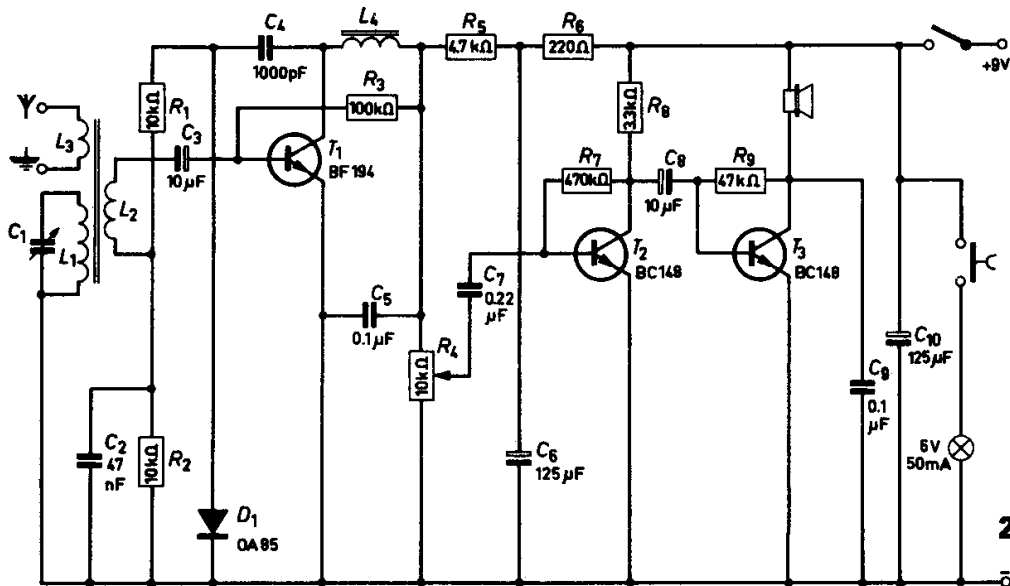 C4
1000pF
L4
R5
4.7kΩ
R6
220Ω
+9V
R1
10kΩ
R3
100kΩ
R8
3.3kΩ
L3
C3
10µF
T1
BF194
R7
470kΩ
C8
10µF
R9
47kΩ
C1
L1
L2
T2
BC148
T3
BC148
C7
0.22
µF
C5
0.1µF
R4
10kΩ
C10
125µF
C9
0.1
µF
C2
47
nF
R2
10kΩ
C6
125µF
6V
50mA
D1
OA85
2
-